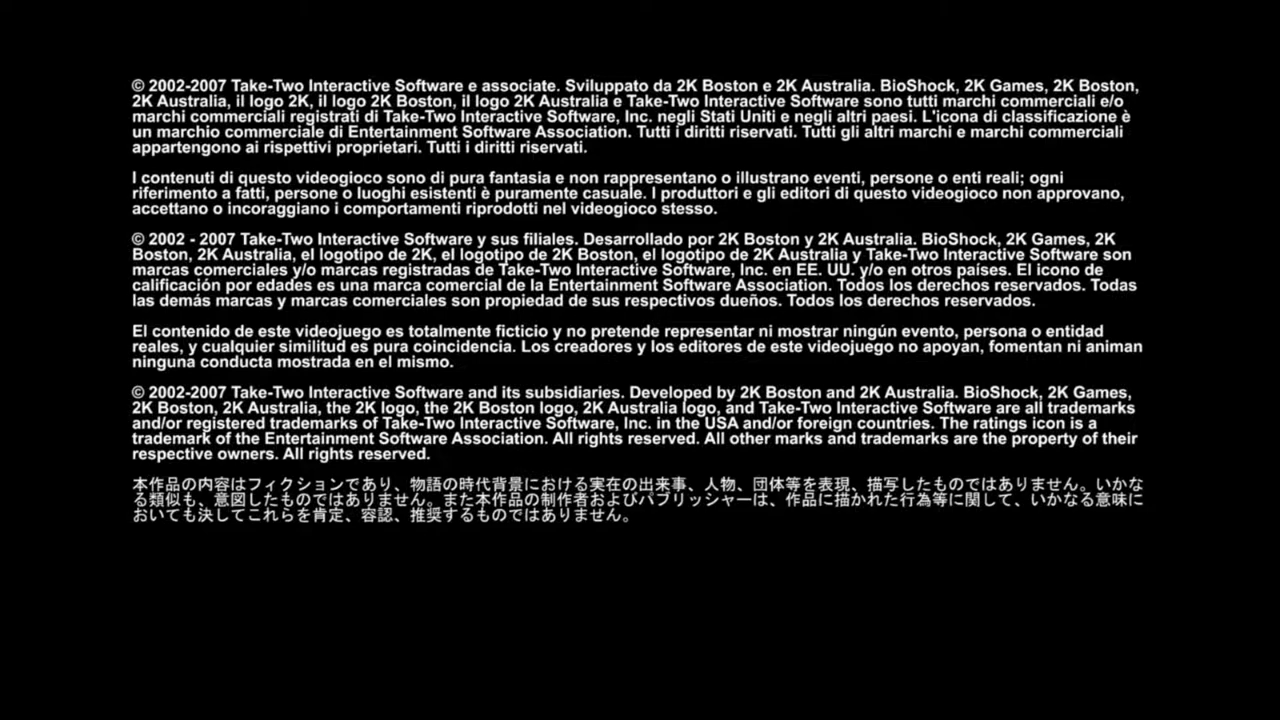 © 2002-2007 Take-Two Interactive Software e associate. Sviluppato da 2K Boston e 2K Australia. BioShock, 2K Games, 2K Boston,
2K Australia, il logo 2K, il logo 2K Boston, il logo 2K Australia e Take-Two Interactive Software sono tutti marchi commerciali e/o
marchi commerciali registrati di Take-Two Interactive Software, Inc. negli Stati Uniti e negli altri paesi. L'icona di classificazione è
un marchio commerciale di Entertainment Software Association. Tutti i diritti riservati. Tutti gli altri marchi e marchi commerciali
appartengono ai rispettivi proprietari. Tutti i diritti riservati.
I contenuti di questo videogioco sono di pura fantasia e non rappresentano o illustrano eventi, persone o enti reali; ogni
riferimento a fatti, persone o luoghi esistenti è puramente casuale. I produttori e gli editori di questo videogioco non approvano,
accettano o incoraggiano i comportamenti riprodotti nel videogioco stesso.
© 2002 - 2007 Take-Two Interactive Software y sus filiales. Desarrollado por 2K Boston y 2K Australia. BioShock, 2K Games, 2K
Boston, 2K Australia, el logotipo de 2K, el logotipo de 2K Boston, el logotipo de 2K Australia y Take-Two Interactive Software son
marcas comerciales y/o marcas registradas de Take-Two Interactive Software, Inc. en EE. UU. y/o en otros países. El icono de
calificación por edades es una marca comercial de la Entertainment Software Association. Todos los derechos reservados. Todas
las demás marcas y marcas comerciales son propiedad de sus respectivos dueños. Todos los derechos reservados.
El contenido de este videojuego es totalmente ficticio y no pretende representar ni mostrar ningún evento, persona o entidad
reales, y cualquier similitud es pura coincidencia. Los creadores y los editores de este videojuego no apoyan, fomentan ni animan
ninguna conducta mostrada en el mismo.
© 2002-2007 Take-Two Interactive Software and its subsidiaries. Developed by 2K Boston and 2K Australia. BioShock, 2K Games,
2K Boston, 2K Australia, the 2K logo, the 2K Boston logo, 2K Australia logo, and Take-Two Interactive Software are all trademarks
and/or registered trademarks of Take-Two Interactive Software, Inc. in the USA and/or foreign countries. The ratings icon is a
trademark of the Entertainment Software Association. All rights reserved. All other marks and trademarks are the property of their
respective owners. All rights reserved.
本作品の内容はフィクションであり、物語の時代背景における実在の出来事、人物、団体等を表現、描写したものではありません。いかな
る類似も、意図したものではありません。また本作品の制作者およびパブリッシャーは、作品に描かれた行為等に関して、いかなる意味に
おいても決してこれらを肯定、容認、推奨するものではありません。